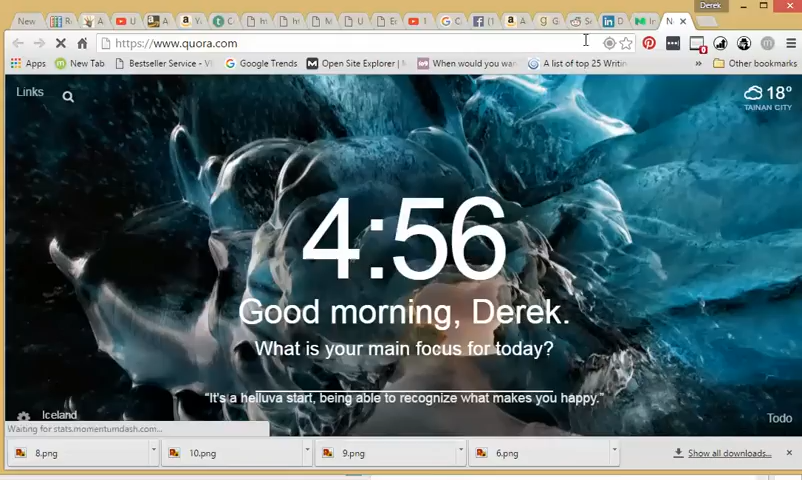 Derek
New
https://www.quora.com
Apps
New Tab
Bestseller Service - V
Google Trends
Open Site Explorer |
When would you wa
A list of top 25 Writin
»
Other bookmarks
Links
18°
TAINAN CITY
4:56
Good morning, Derek.
What is your main focus for today?
“It's a helluva start, being able to recognize what makes you happy.”
Iceland
Todo
Waiting for stats.momentumdash.com...
8.png
10.png
9.png
6.png
Show all downloads...